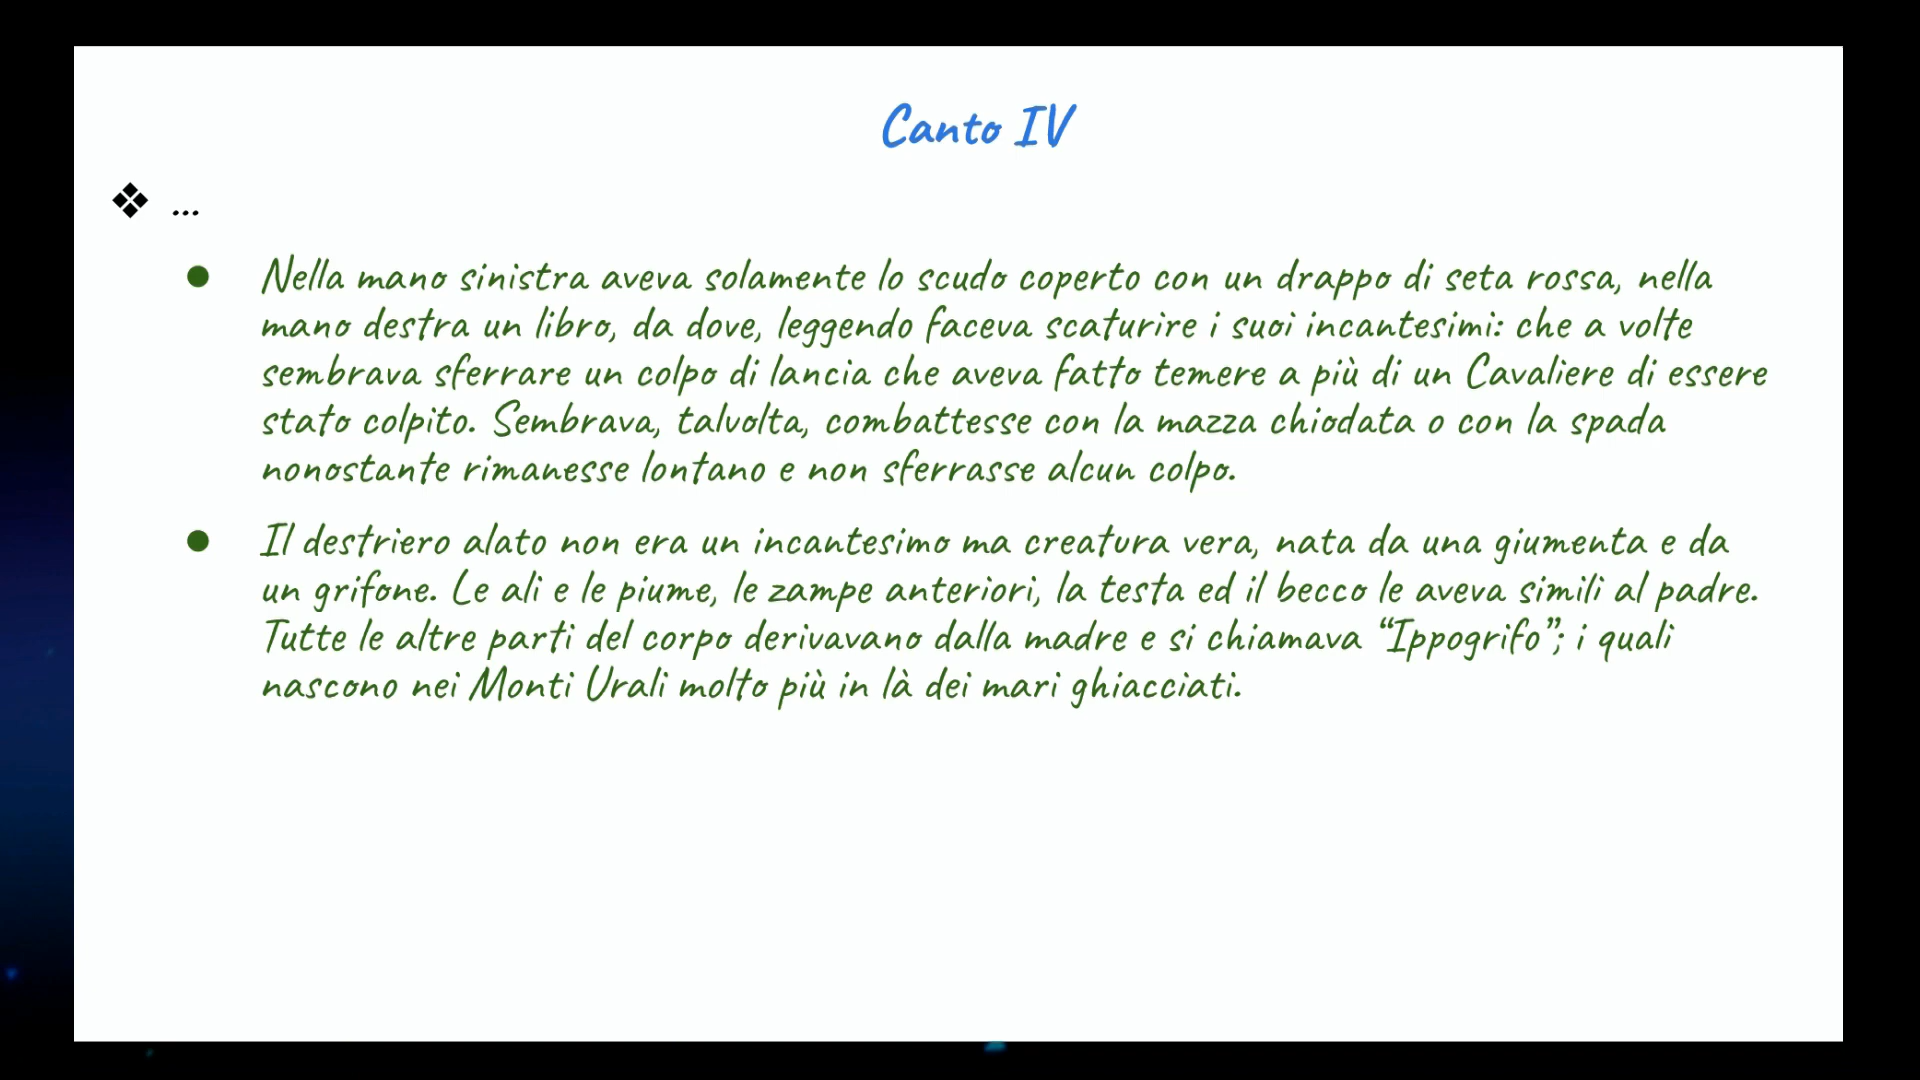 Canto IV
❖ ...
● Nella mano sinistra aveva solamente lo scudo coperto con un drappo di seta rossa, nella
mano destra un libro, da dove, leggendo faceva scaturire i suoi incantesimi: che a volte
sembrava sferrare un colpo di lancia che aveva fatto temere a più di un Cavaliere di essere
stato colpito. Sembrava, talvolta, combattesse con la mazza chiodata o con la spada
nonostante rimanesse lontano e non sferrasse alcun colpo.
● Il destriero alato non era un incantesimo ma creatura vera, nata da una giumenta e da
un grifone. Le ali e le piume, le zampe anteriori, la testa ed il becco le aveva simili al padre.
Tutte le altre parti del corpo derivavano dalla madre e si chiamava “Ippogrifo”; i quali
nascono nei Monti Urali molto più in là dei mari ghiacciati.